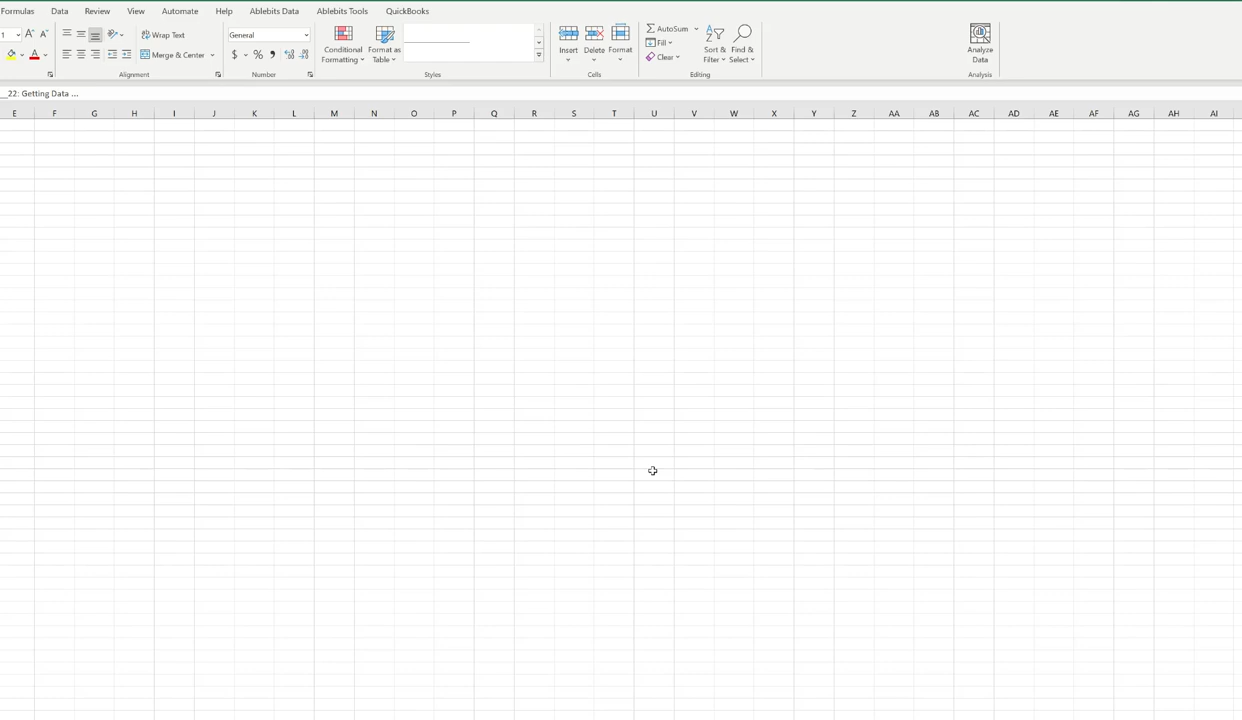 Formulas Data Review View Automate Help Ablebits Data Ablebits Tools QuickBooks
1 A A Wrap Text General AutoSum
Fill
A Merge & Center $ % , Conditional Formatting Format as Table Insert Delete Format Clear Sort & Filter Find & Select Analyze Data
Alignment Number Styles Cells Editing Analysis
__22: Getting Data ...
E F G H I J K L M N O P Q R S T U V W X Y Z AA AB AC AD AE AF AG AH AI